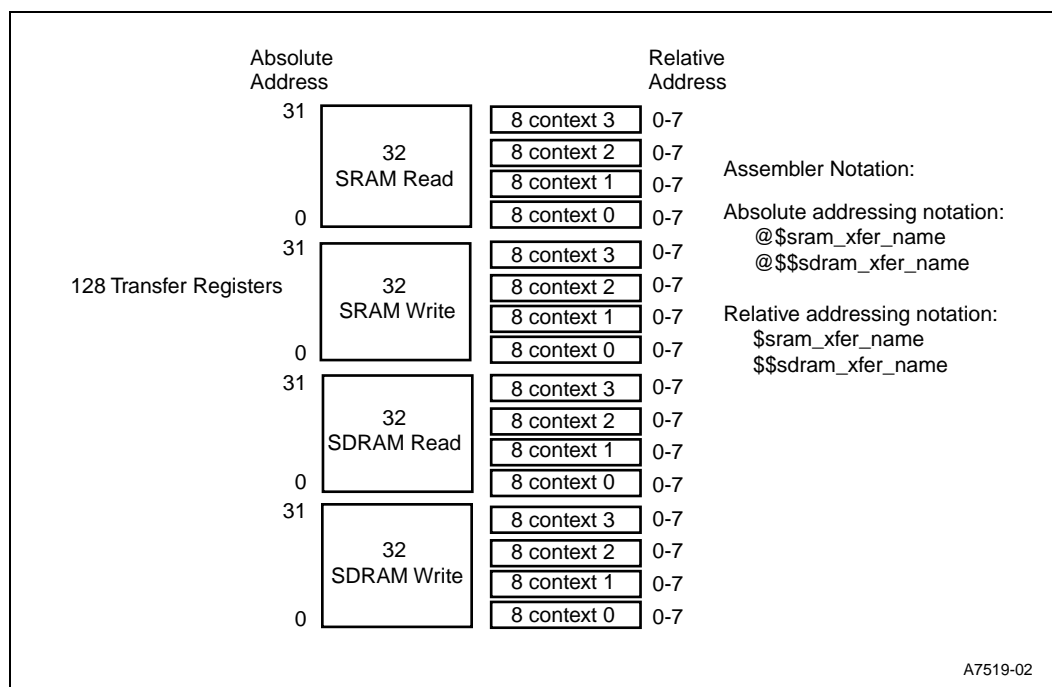 Absolute
Address
Relative
Address
31
32
SRAM Read
0
8 context 3
0-7
8 context 2
0-7
8 context 1
0-7
8 context 0
0-7
128 Transfer Registers
31
32
SRAM Write
0
8 context 3
0-7
8 context 2
0-7
8 context 1
0-7
8 context 0
0-7
31
32
SDRAM Read
0
8 context 3
0-7
8 context 2
0-7
8 context 1
0-7
8 context 0
0-7
31
32
SDRAM Write
0
8 context 3
0-7
8 context 2
0-7
8 context 1
0-7
8 context 0
0-7
Assembler Notation:
Absolute addressing notation:
@$sram_xfer_name
@$$sdram_xfer_name
Relative addressing notation:
$sram_xfer_name
$$sdram_xfer_name
A7519-02